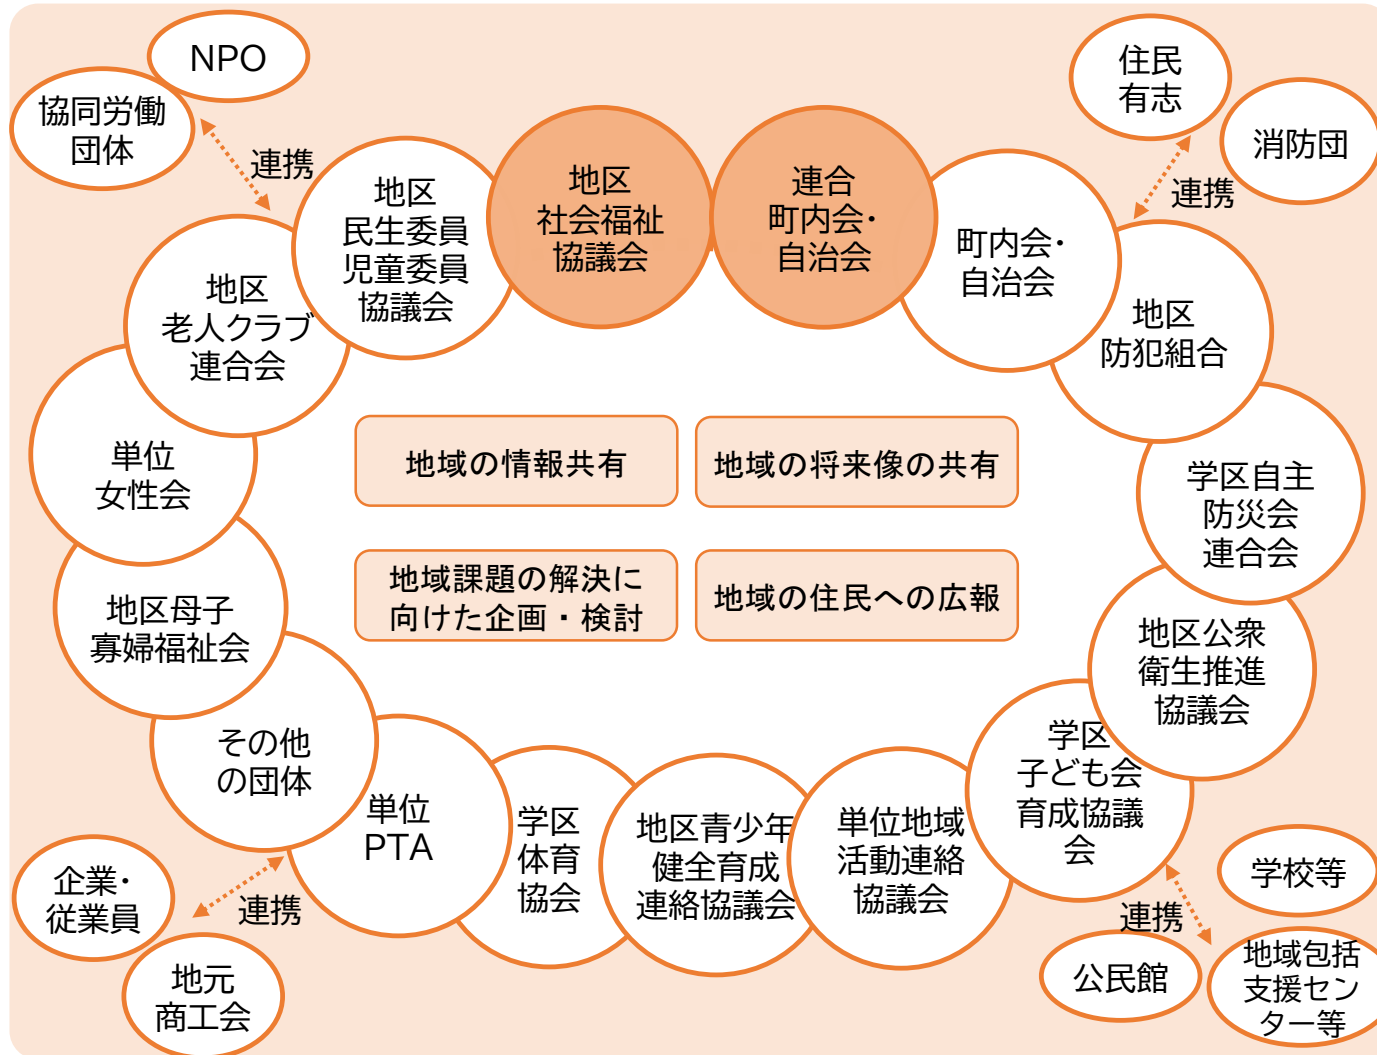 NPO
協同労働
団体
連携
住民
有志
消防団
連携
地区
社会福祉
協議会
連合
町内会・
自治会
町内会・
自治会
地区
防犯組合
学区自主
防災会
連合会
地区公衆
衛生推進
協議会
学区
子ども会
育成協議
会
単位地域
活動連絡
協議会
地区青少年
健全育成
連絡協議会
学区
体育
協会
単位
PTA
その他
の団体
地区母子
寡婦福祉会
単位
女性会
地区
老人クラブ
連合会
地区
民生委員
児童委員
協議会
地域の情報共有
地域の将来像の共有
地域課題の解決に
向けた企画・検討
地域の住民への広報
企業・
従業員
連携
地元
商工会
学校等
連携
公民館
地域包括
支援セン
ター等